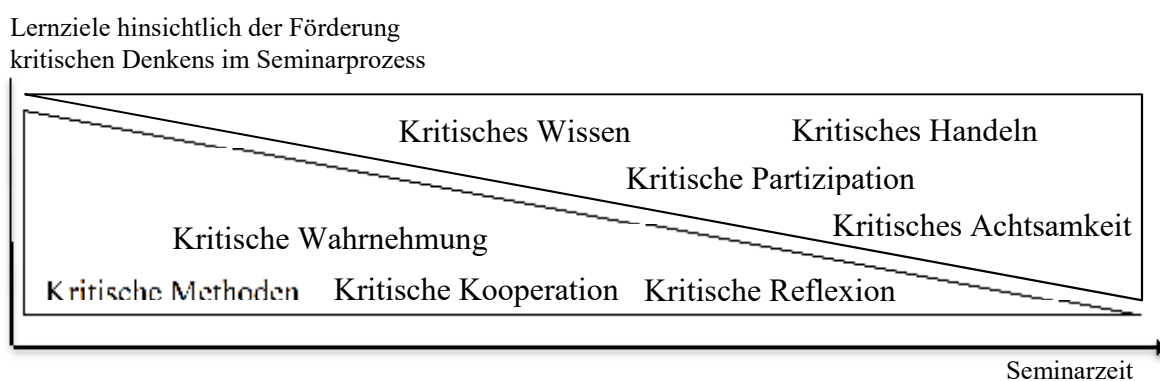 Lernziele hinsichtlich der Förderung
kritischen Denkens im Seminarprozess
Kritisches Wissen
Kritisches Handeln
Kritische Partizipation
Kritisches Achtsamkeit
Kritische Wahrnehmung
Kritische Methoden
Kritische Kooperation
Kritische Reflexion
Seminarzeit